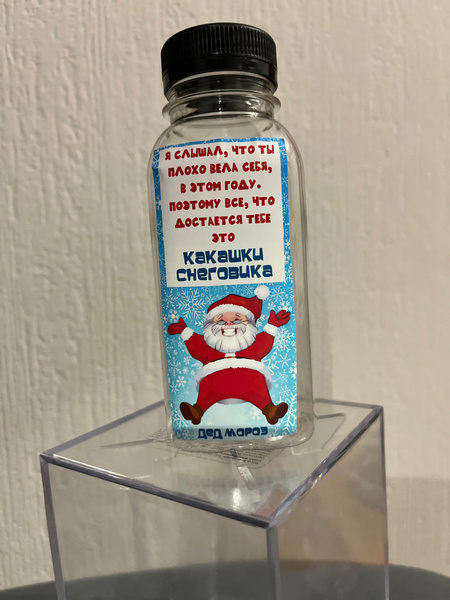 Я СЛЫШАЛ, ЧТО ТЫ
ПЛОХО ВЕЛА СЕБЯ,
В ЭТОМ ГОДУ.
ПОЭТОМУ ВСЕ, ЧТО
ДОСТАЕТСЯ ТЕБЕ
ЭТО
КАКАШКИ
СНЕГОВИКА
ДЕД МОРОЗ